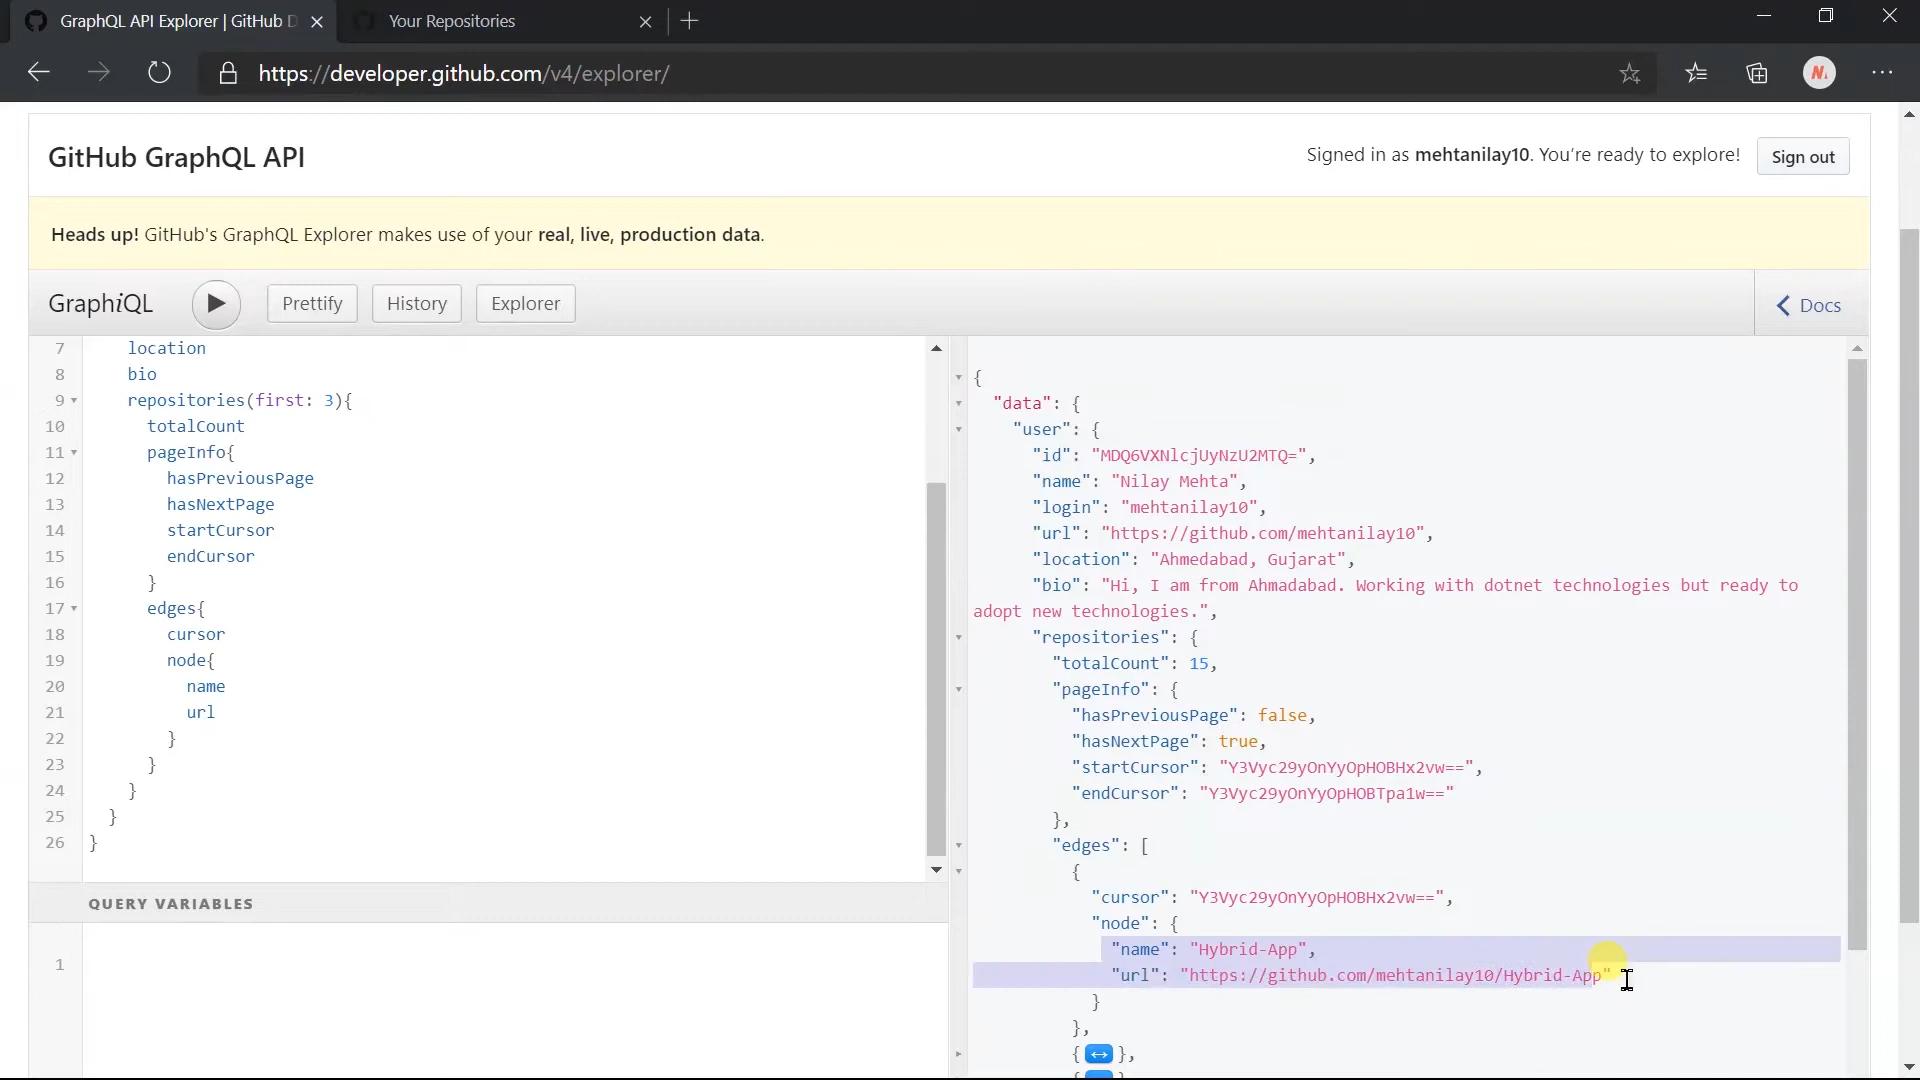 GraphQL API Explorer | GitHub D
Your Repositories
https://developer.github.com/v4/explorer/
GitHub GraphQL API
Signed in as mehtanilay10. You're ready to explore!
Sign out
Heads up! GitHub's GraphQL Explorer makes use of your real, live, production data.
GraphiQL
Prettify
History
Explorer
Docs
7 location
8 bio
9 repositories(first: 3){
10 totalCount
11 pageInfo{
12 hasPreviousPage
13 hasNextPage
14 startCursor
15 endCursor
16 }
17 edges{
18 cursor
19 node{
20 name
21 url
22 }
23 }
24 }
25 }
26 }
QUERY VARIABLES
1
{
"data": {
"user": {
"id": "MDQ6VXNlcjUyNzU2MTQ=",
"name": "Nilay Mehta",
"login": "mehtanilay10",
"url": "https://github.com/mehtanilay10",
"location": "Ahmedabad, Gujarat",
"bio": "Hi, I am from Ahmadabad. Working with dotnet technologies but ready to
adopt new technologies.",
"repositories": {
"totalCount": 15,
"pageInfo": {
"hasPreviousPage": false,
"hasNextPage": true,
"startCursor": "Y3Vyc29yOnYyOpHOBHx2vw==",
"endCursor": "Y3Vyc29yOnYyOpHOBTpa1w=="
},
"edges": [
{
"cursor": "Y3Vyc29yOnYyOpHOBHx2vw==",
"node": {
"name": "Hybrid-App",
"url": "https://github.com/mehtanilay10/Hybrid-App"
}
},
{ ↔ },
{